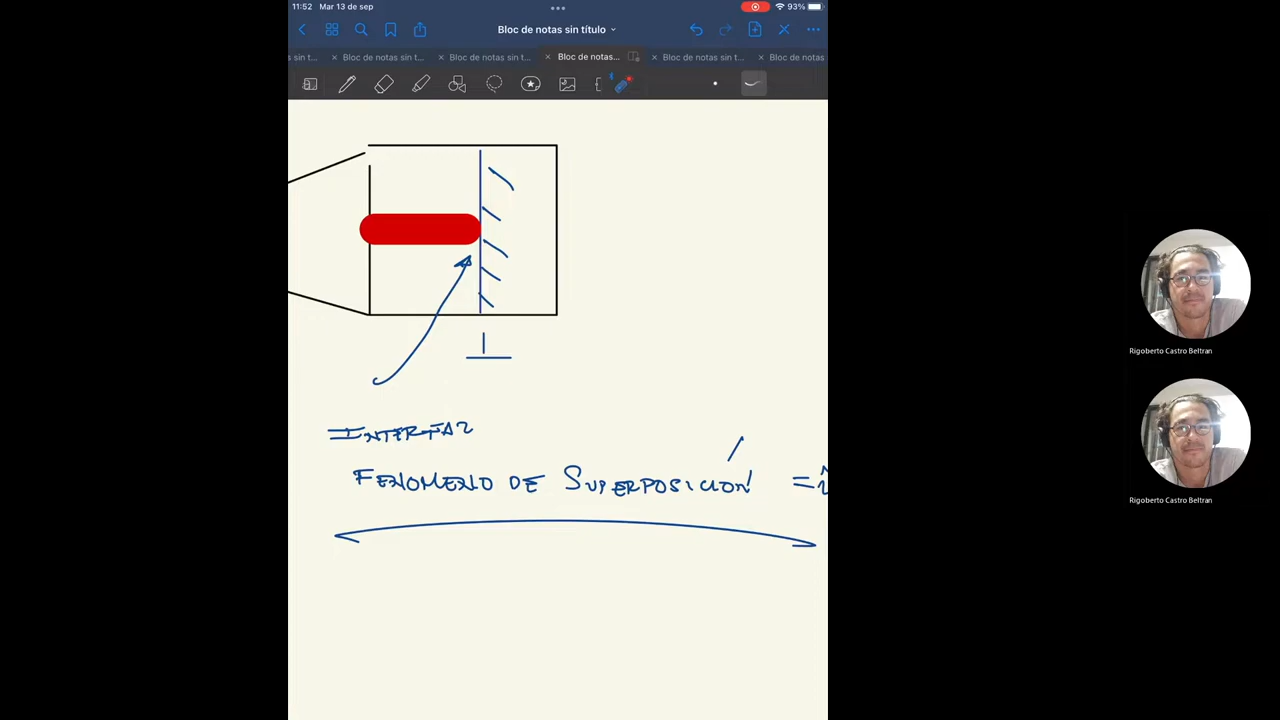 11:52 Mar 13 de sep 93%
Bloc de notas sin título
sin t... Bloc de notas sin t... Bloc de notas sin t... Bloc de notas... Bloc de notas sin t... Bloc de notas
INTERFAZ
FENOMENO DE SUPERPOSICIÓN =
Rigoberto Castro Beltran
Rigoberto Castro Beltran